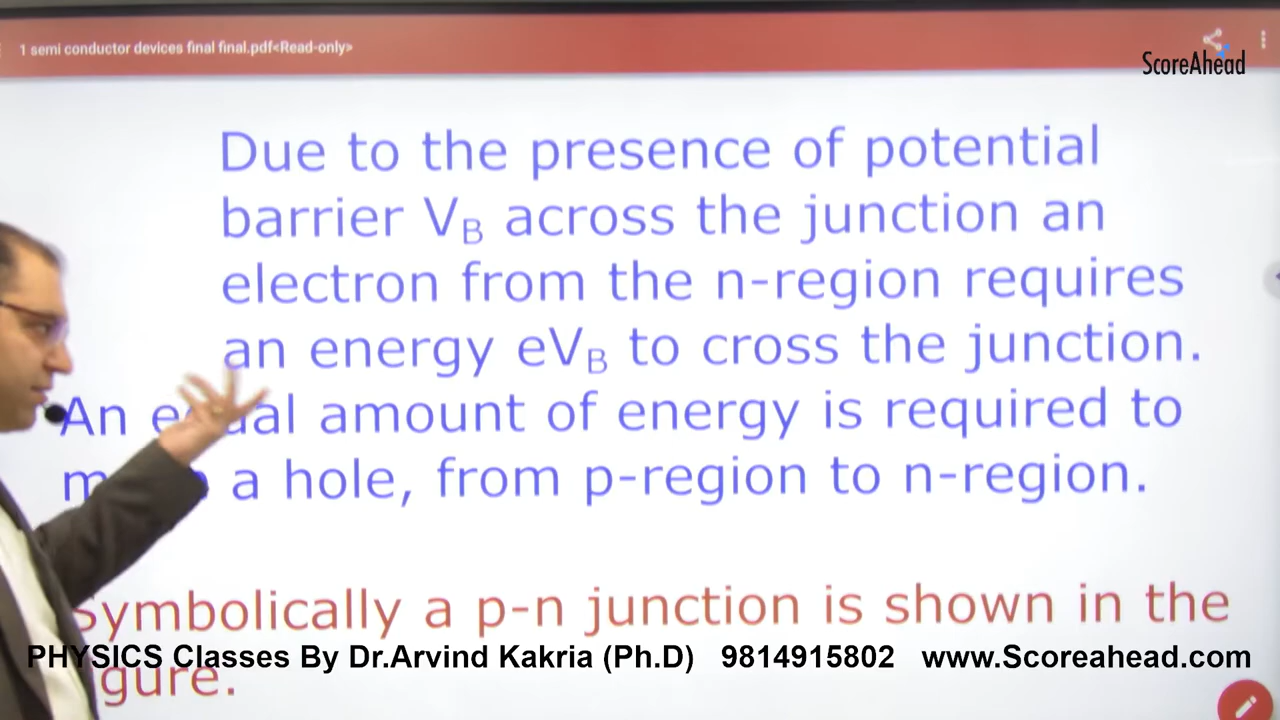 1 semi conductor devices final final.pdf<Read-only>
ScoreAhead
Due to the presence of potential
barrier VB across the junction an
electron from the n-region requires
an energy eVB to cross the junction.
An equal amount of energy is required to
a hole, from p-region to n-region.
Symbolically a p-n junction is shown in the
PHYSICS Classes By Dr.Arvind Kakria (Ph.D) 9814915802 www.Scoreahead.com
figure.